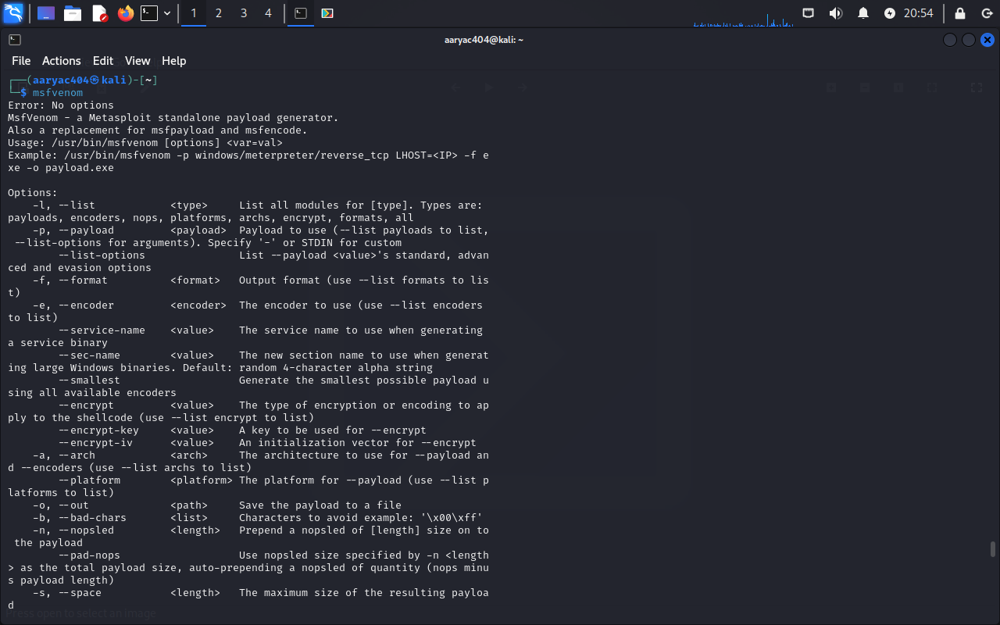 1 2 3 4 20:54
aaryac404@kali: ~
File Actions Edit View Help
┌──(aaryac404㉿kali)-[~]
└─$ msfvenom
Error: No options
MsfVenom - a Metasploit standalone payload generator.
Also a replacement for msfpayload and msfencode.
Usage: /usr/bin/msfvenom [options] <var=val>
Example: /usr/bin/msfvenom -p windows/meterpreter/reverse_tcp LHOST=<IP> -f e
xe -o payload.exe

Options:
    -l, --list            <type>     List all modules for [type]. Types are:
payloads, encoders, nops, platforms, archs, encrypt, formats, all
    -p, --payload         <payload>  Payload to use (--list payloads to list,
 --list-options for arguments). Specify '-' or STDIN for custom
        --list-options               List --payload <value>'s standard, advan
ced and evasion options
    -f, --format          <format>   Output format (use --list formats to lis
t)
    -e, --encoder         <encoder>  The encoder to use (use --list encoders
to list)
        --service-name    <value>    The service name to use when generating
a service binary
        --sec-name        <value>    The new section name to use when generat
ing large Windows binaries. Default: random 4-character alpha string
        --smallest                   Generate the smallest possible payload u
sing all available encoders
        --encrypt         <value>    The type of encryption or encoding to ap
ply to the shellcode (use --list encrypt to list)
        --encrypt-key     <value>    A key to be used for --encrypt
        --encrypt-iv      <value>    An initialization vector for --encrypt
    -a, --arch            <arch>     The architecture to use for --payload an
d --encoders (use --list archs to list)
        --platform        <platform> The platform for --payload (use --list p
latforms to list)
    -o, --out             <path>     Save the payload to a file
    -b, --bad-chars       <list>     Characters to avoid example: '\x00\xff'
    -n, --nopsled         <length>   Prepend a nopsled of [length] size on to
 the payload
        --pad-nops                   Use nopsled size specified by -n <length
> as the total payload size, auto-prepending a nopsled of quantity (nops minu
s payload length)
    -s, --space           <length>   The maximum size of the resulting payloa
d
Press open to select an image